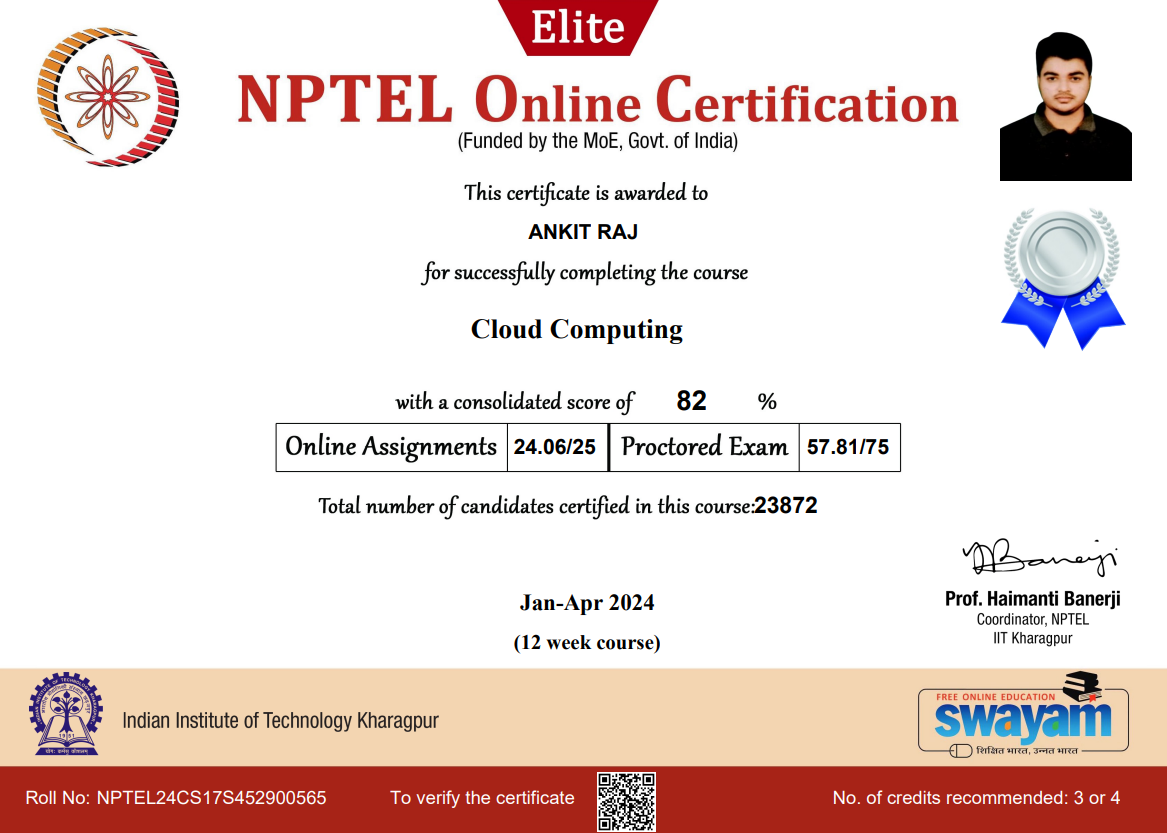 Elite
NPTEL Online Certification
(Funded by the MoE, Govt. of India)
This certificate is awarded to
ANKIT RAJ
for successfully completing the course
Cloud Computing
with a consolidated score of 82 %
Online Assignments 24.06/25 Proctored Exam 57.81/75
Total number of candidates certified in this course:23872
Jan-Apr 2024
(12 week course)
Prof. Haimanti Banerji
Coordinator, NPTEL
IIT Kharagpur
Indian Institute of Technology Kharagpur
FREE ONLINE EDUCATION
swayam
शिक्षित भारत, उन्नत भारत
Roll No: NPTEL24CS17S452900565
To verify the certificate
No. of credits recommended: 3 or 4